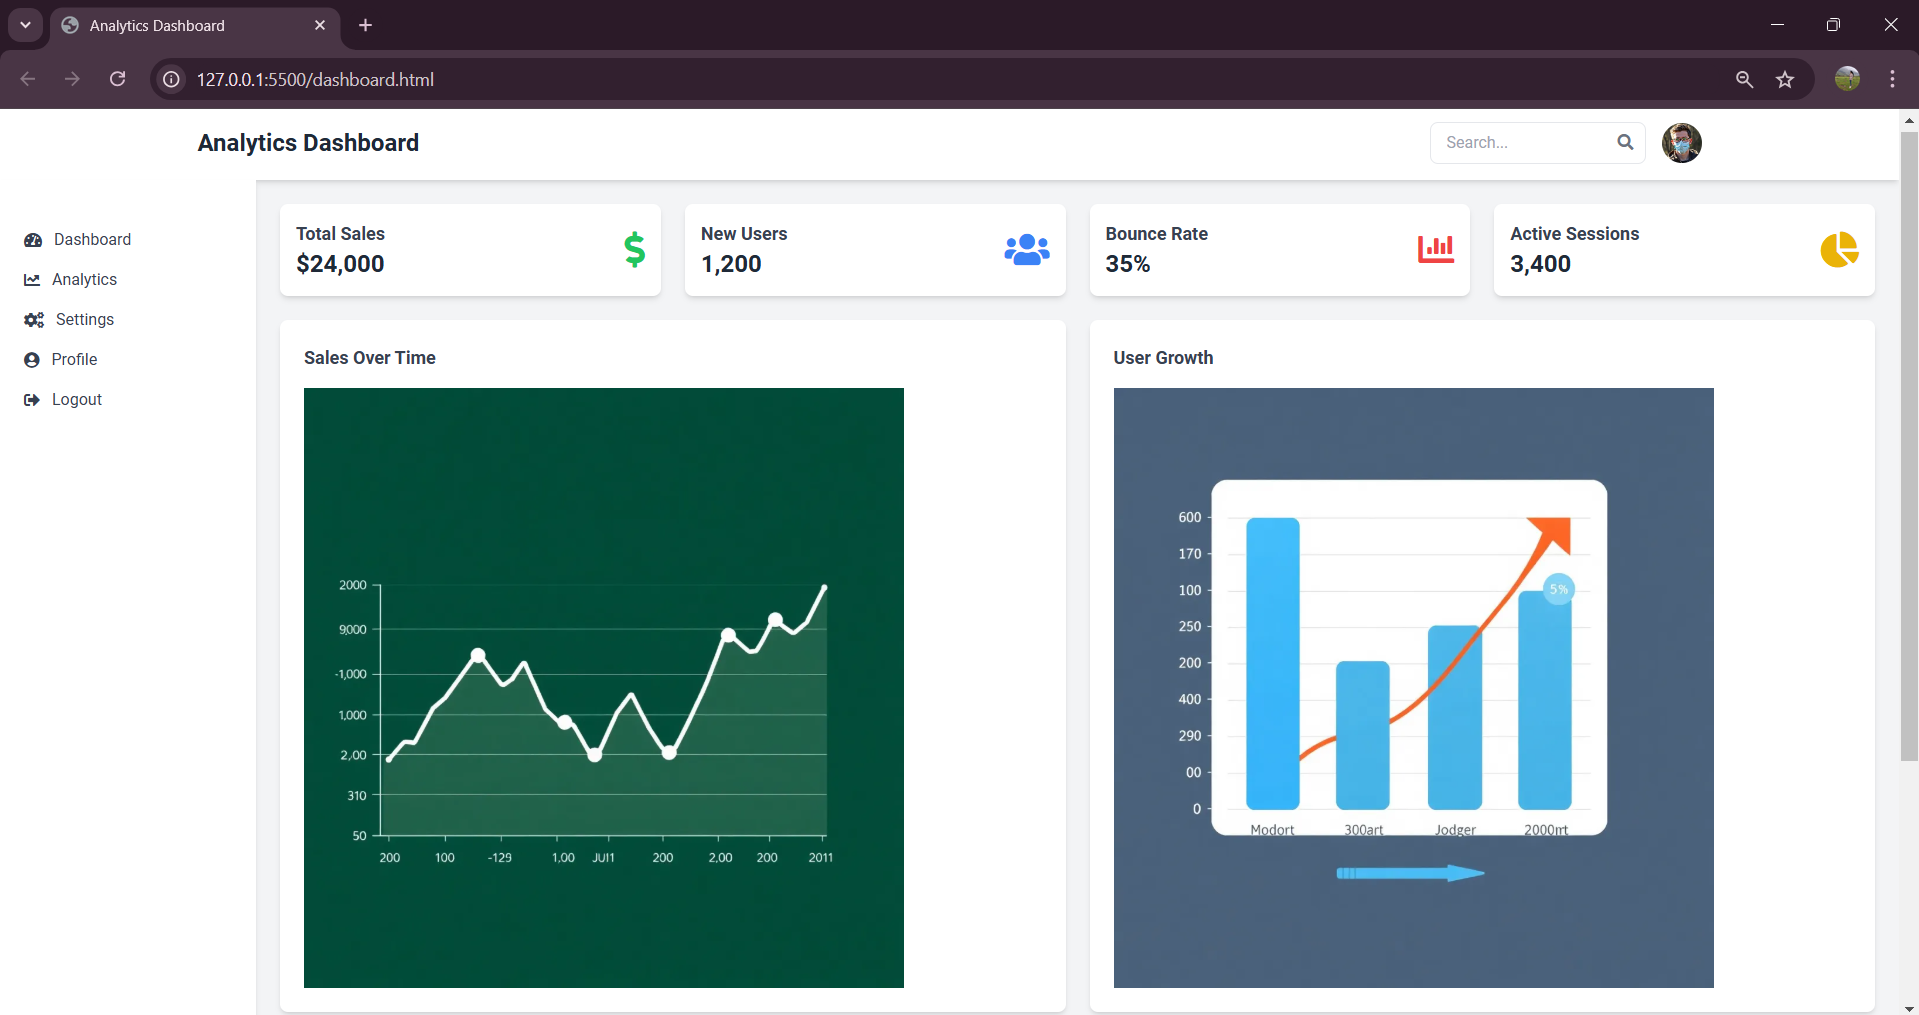 Analytics Dashboard
127.0.0.1:5500/dashboard.html
Analytics Dashboard
Search...
Dashboard
Analytics
Settings
Profile
Logout
Total Sales
$24,000
New Users
1,200
Bounce Rate
35%
Active Sessions
3,400
Sales Over Time
2000
9,000
-1,000
1,000
2,00
310
50
200 100 -129 1,00 JU11 200 2,00 200 2011
User Growth
600
170
100
250
200
400
290
00
0
5%
Modort 300art Jodger 2000mt